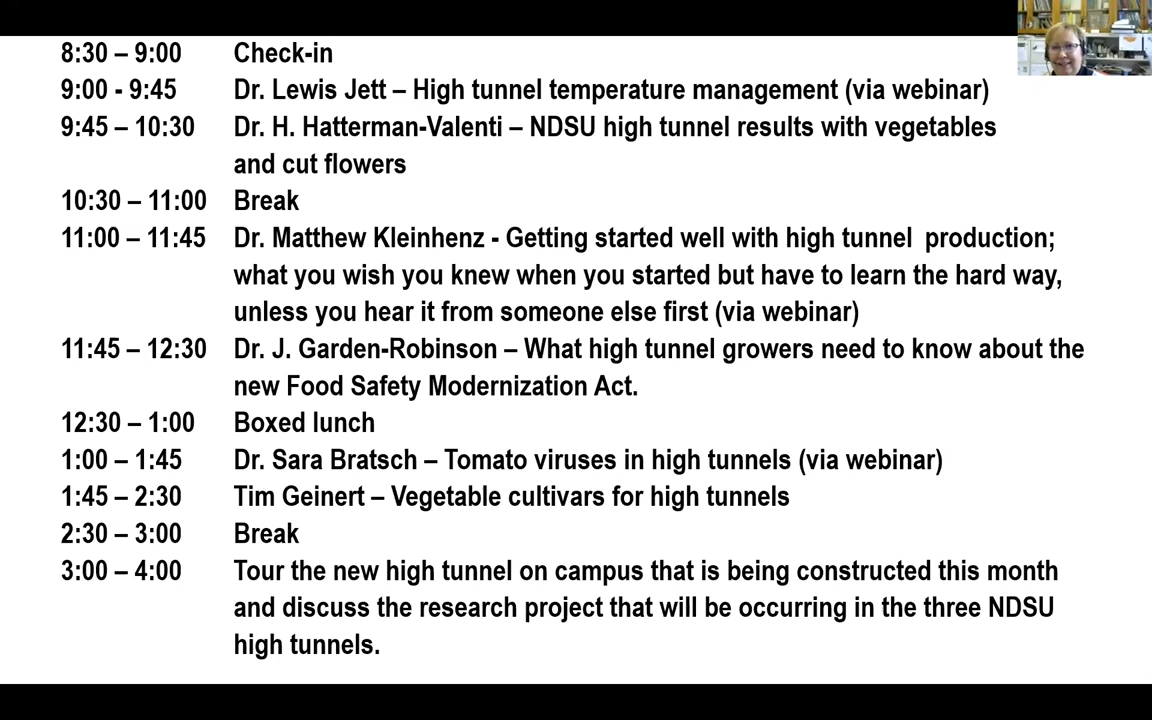 8:30 – 9:00 Check-in
9:00 - 9:45 Dr. Lewis Jett – High tunnel temperature management (via webinar)
9:45 – 10:30 Dr. H. Hatterman-Valenti – NDSU high tunnel results with vegetables
and cut flowers
10:30 – 11:00 Break
11:00 – 11:45 Dr. Matthew Kleinhenz - Getting started well with high tunnel  production;
what you wish you knew when you started but have to learn the hard way,
unless you hear it from someone else first (via webinar)
11:45 – 12:30 Dr. J. Garden-Robinson – What high tunnel growers need to know about the
new Food Safety Modernization Act.
12:30 – 1:00 Boxed lunch
1:00 – 1:45 Dr. Sara Bratsch – Tomato viruses in high tunnels (via webinar)
1:45 – 2:30 Tim Geinert – Vegetable cultivars for high tunnels
2:30 – 3:00 Break
3:00 – 4:00 Tour the new high tunnel on campus that is being constructed this month
and discuss the research project that will be occurring in the three NDSU
high tunnels.